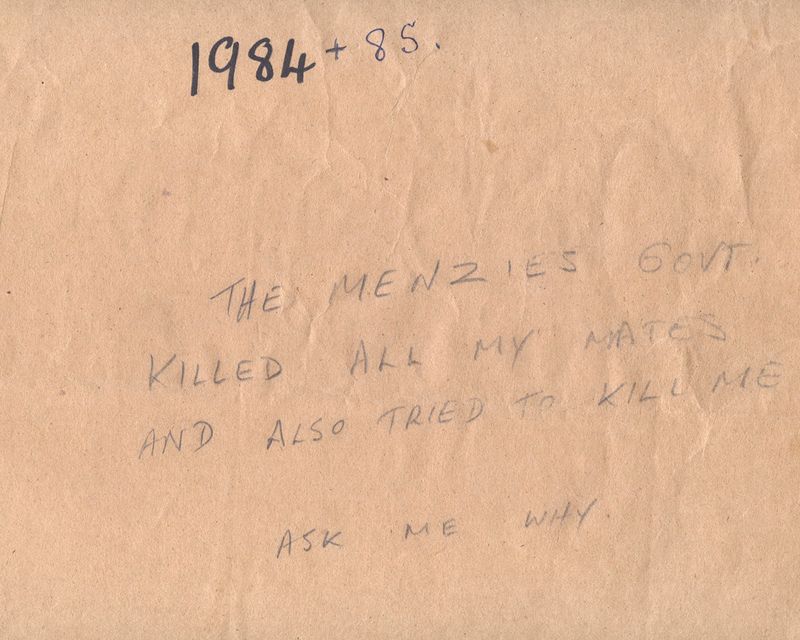 1984 + 85.
THE MENZIES GOVT.
KILLED ALL MY MATES
AND ALSO TRIED TO KILL ME
ASK ME WHY.